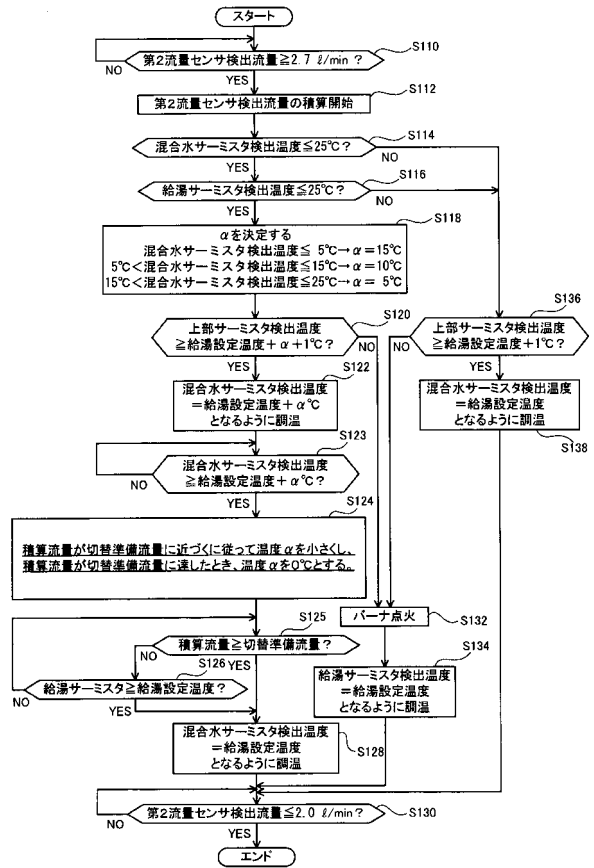 スタート
S110
第2流量センサ検出流量≧2.7 ℓ/min ?
NO
YES
S112
第2流量センサ検出流量の積算開始
S114
混合水サーミスタ検出温度≦25℃?
NO
YES
S116
給湯サーミスタ検出温度≦25℃?
NO
YES
S118
αを決定する
混合水サーミスタ検出温度≦ 5℃→α=15℃
5℃<混合水サーミスタ検出温度≦15℃→α=10℃
15℃<混合水サーミスタ検出温度≦25℃→α= 5℃
S120
上部サーミスタ検出温度
≧給湯設定温度+α+1℃?
NO
YES
S136
上部サーミスタ検出温度
≧給湯設定温度+1℃?
NO
YES
S122
混合水サーミスタ検出温度
=給湯設定温度+α℃
となるように調温
混合水サーミスタ検出温度
=給湯設定温度
となるように調温
S138
S123
混合水サーミスタ検出温度
≧給湯設定温度+α℃?
NO
YES
S124
積算流量が切替準備流量に近づくに従って温度αを小さくし、
積算流量が切替準備流量に達したとき、温度αを0℃とする。
S125
積算流量≧切替準備流量?
NO
YES
S126
給湯サーミスタ≧給湯設定温度?
NO
YES
バーナ点火
S132
S134
給湯サーミスタ検出温度
=給湯設定温度
となるように調温
混合水サーミスタ検出温度
=給湯設定温度
となるように調温
S128
第2流量センサ検出流量≦2.0 ℓ/min ?
S130
NO
YES
エンド